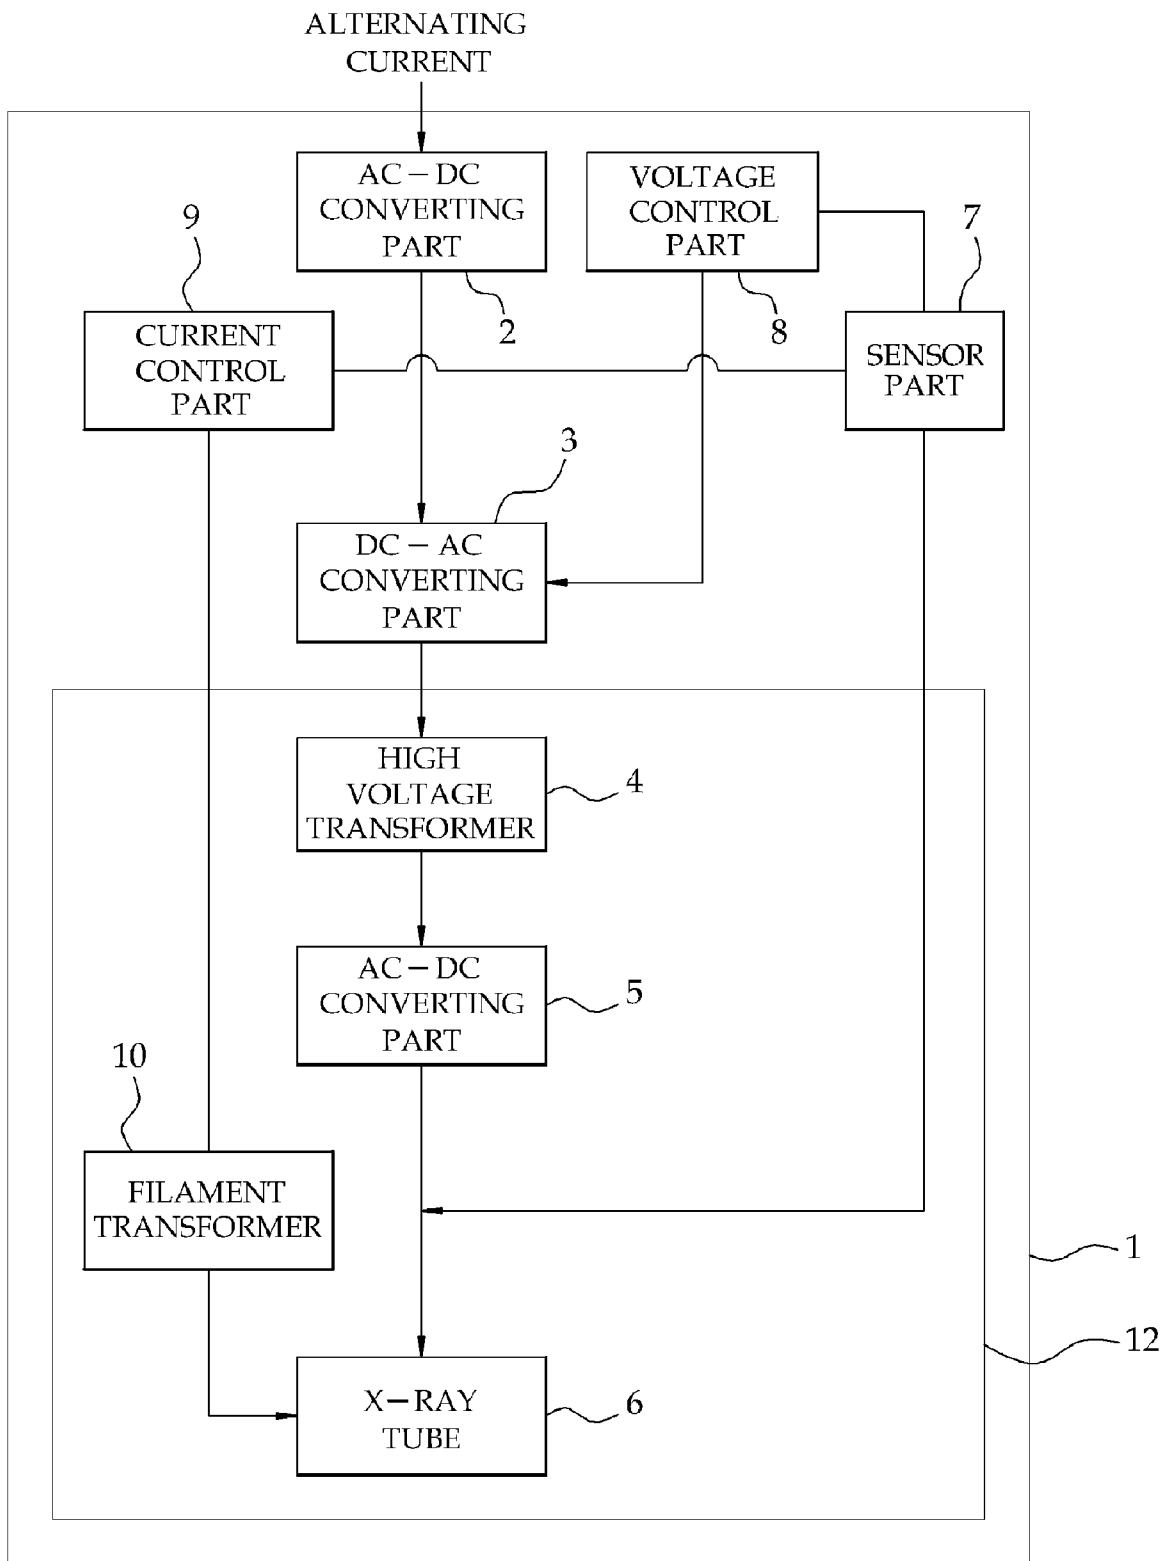 ALTERNATING
CURRENT
AC－DC
CONVERTING
PART
2
VOLTAGE
CONTROL
PART
8
9
CURRENT
CONTROL
PART
7
SENSOR
PART
3
DC－AC
CONVERTING
PART
HIGH
VOLTAGE
TRANSFORMER
4
AC－DC
CONVERTING
PART
5
10
FILAMENT
TRANSFORMER
1
12
X－RAY
TUBE
6